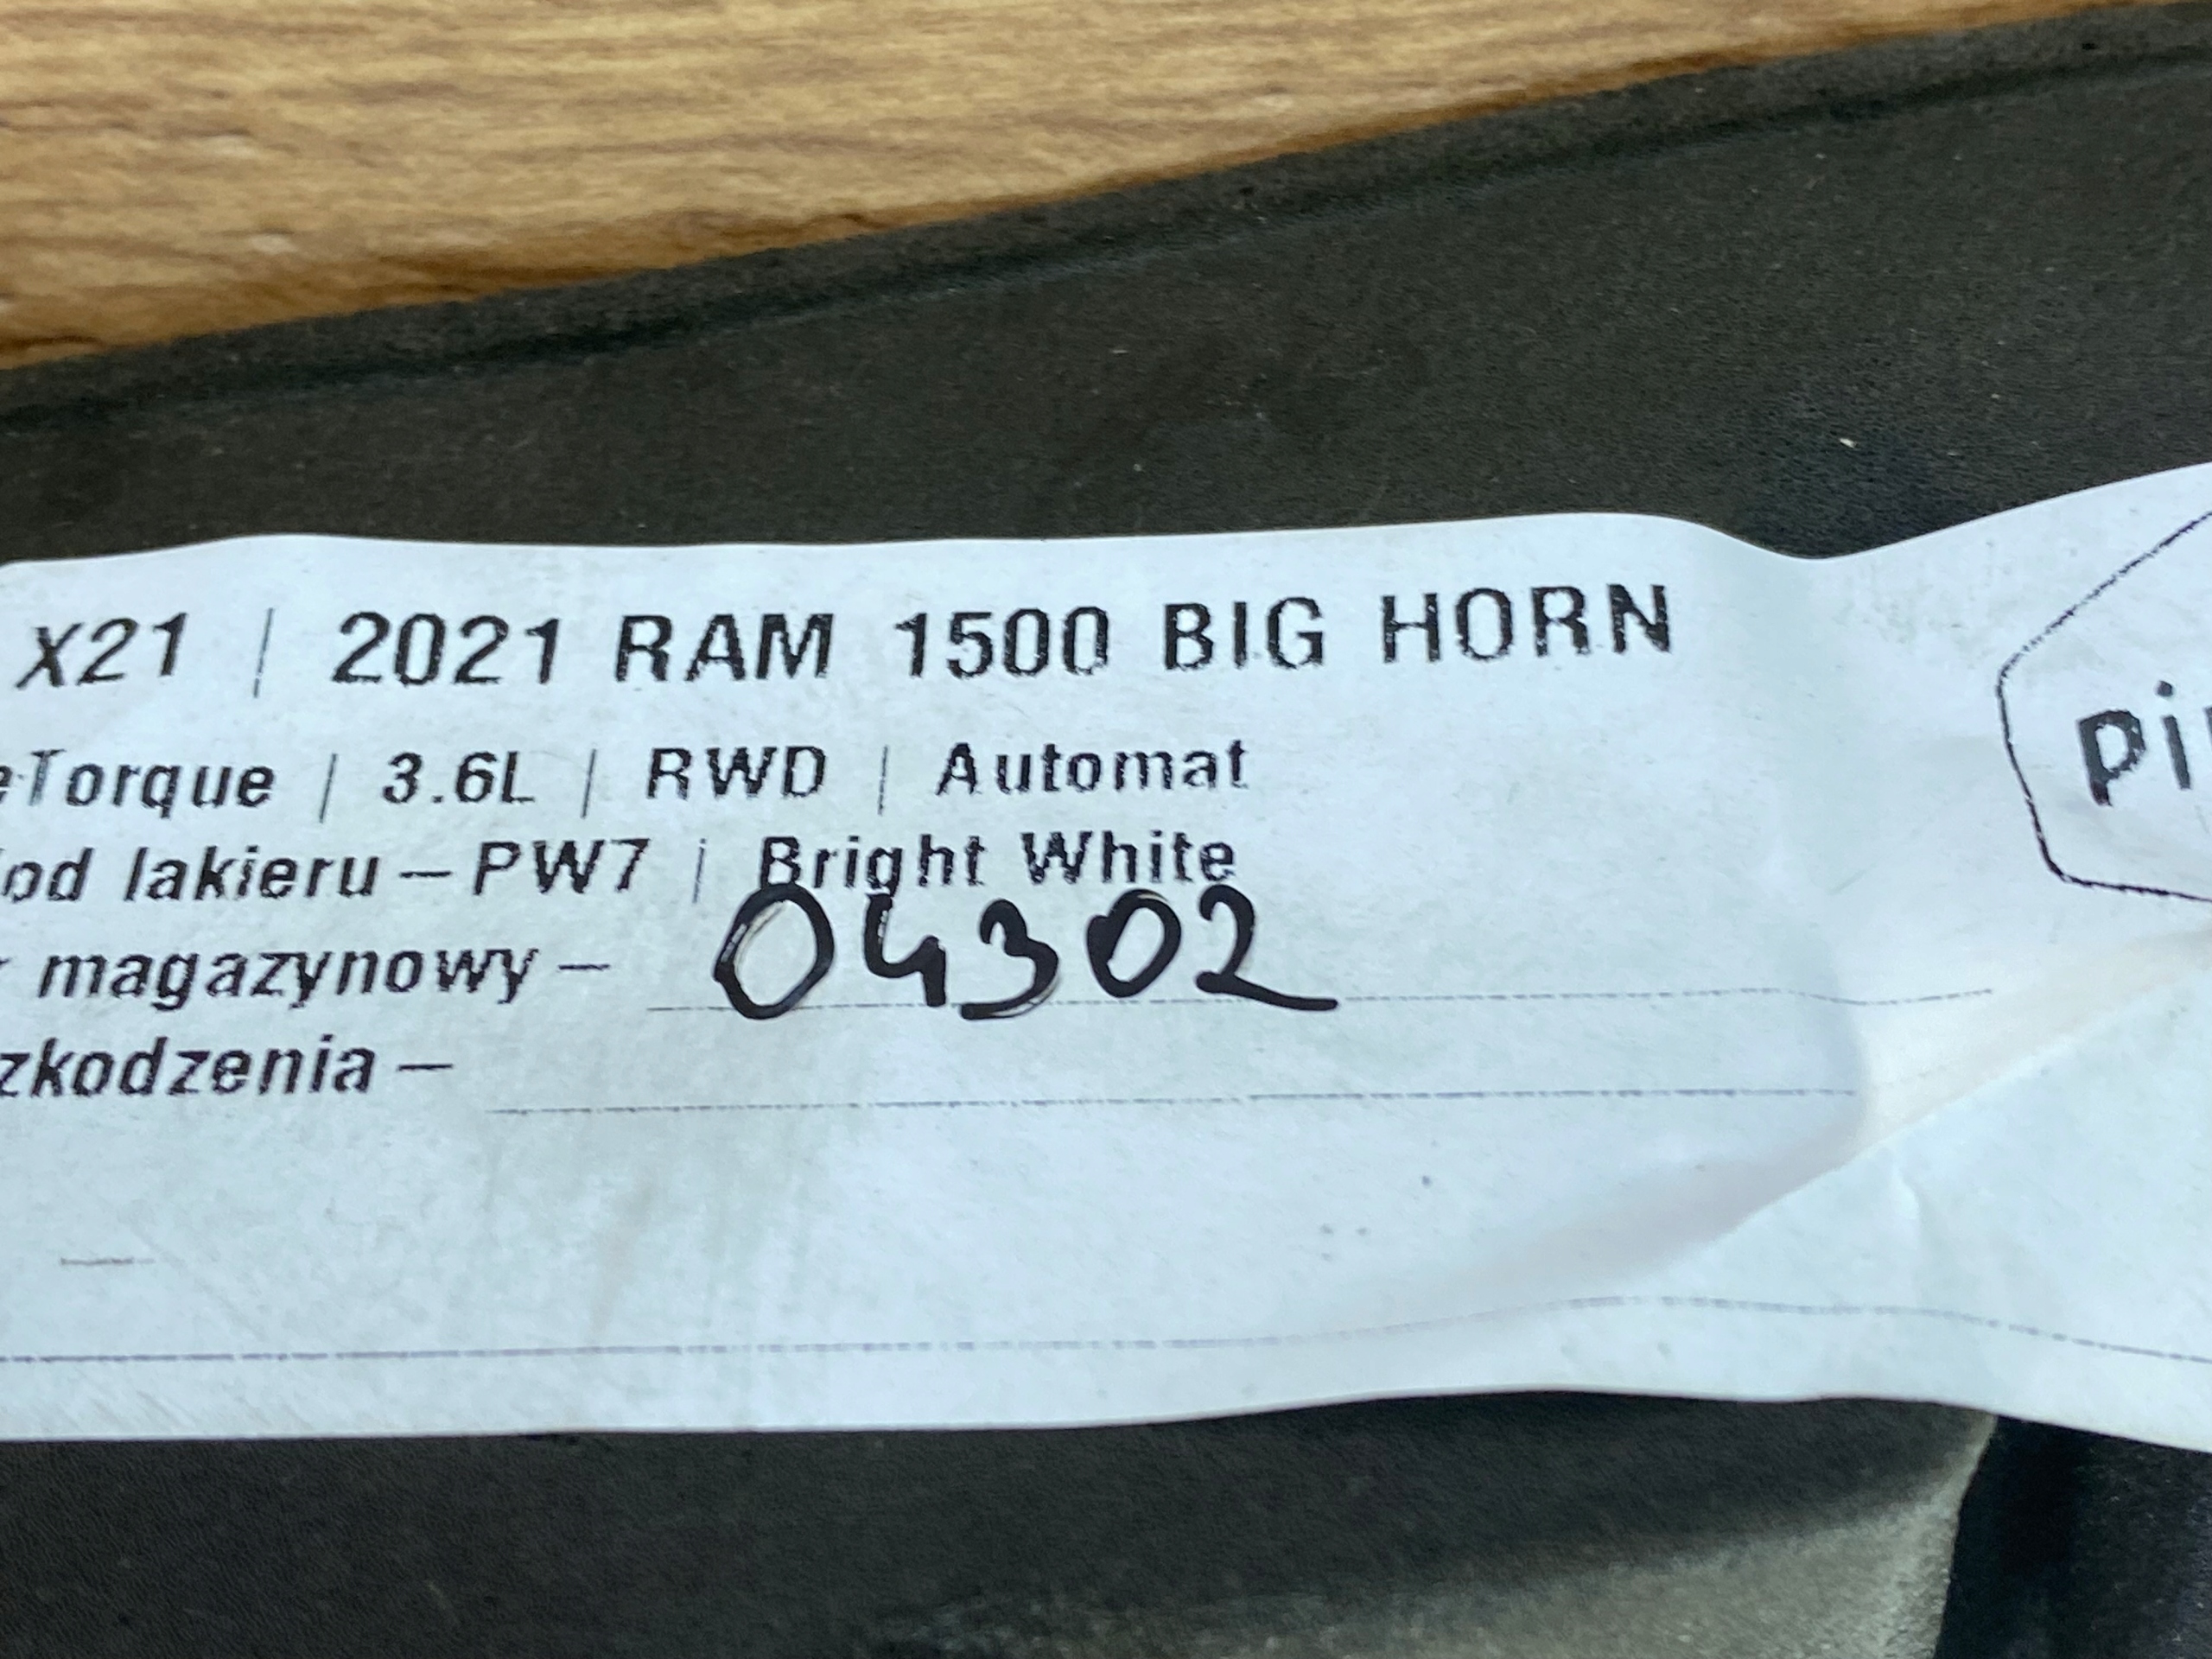 X21 | 2021 RAM 1500 BIG HORN
eTorque | 3.6L | RWD | Automat
od lakieru – PW7 | Bright White
magazynowy – 04302
zkodzenia –
pi